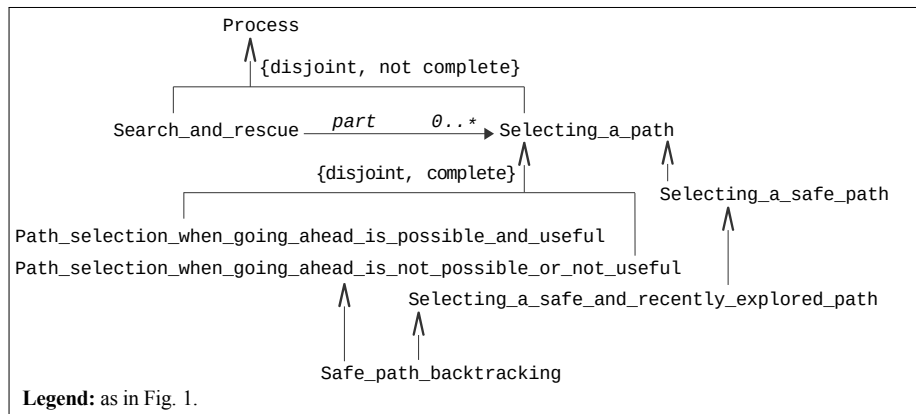 Process
{disjoint, not complete}
Search_and_rescue part 0..* Selecting_a_path
{disjoint, complete}
Selecting_a_safe_path
Path_selection_when_going_ahead_is_possible_and_useful
Path_selection_when_going_ahead_is_not_possible_or_not_useful
Selecting_a_safe_and_recently_explored_path
Safe_path_backtracking
Legend: as in Fig. 1.